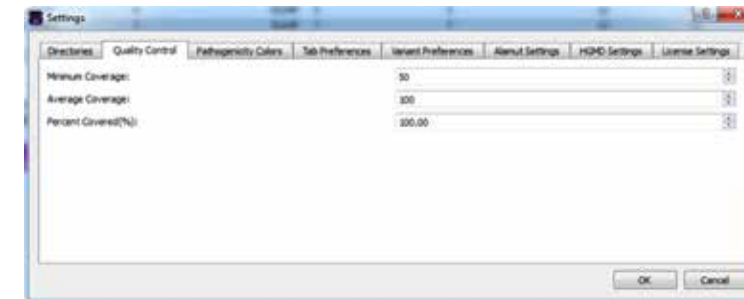 Settings
Directories Quality Control Pathogenicity Colors Tab Preferences Variant Preferences Alamut Settings HGMD Settings License Settings
Minimum Coverage: 50
Average Coverage: 100
Percent Covered(%): 100.00
OK Cancel